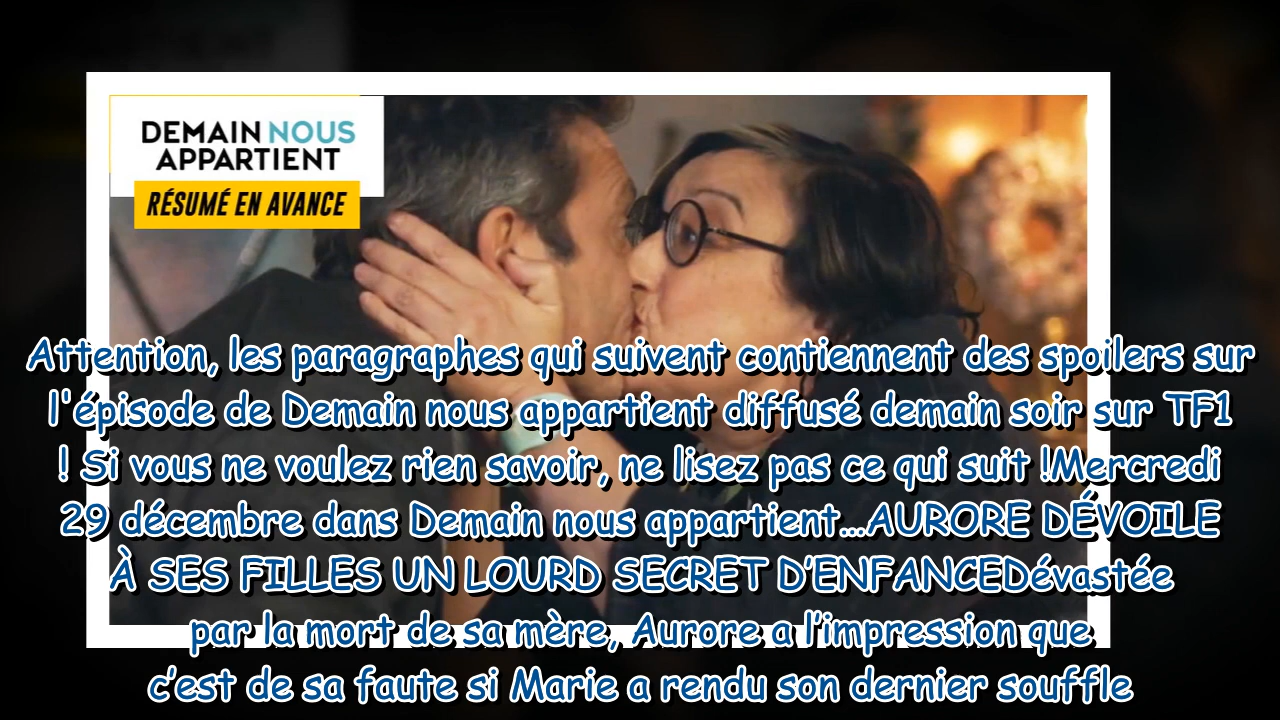 DEMAIN NOUS
APPARTIENT
RÉSUMÉ EN AVANCE
Attention, les paragraphes qui suivent contiennent des spoilers sur
l'épisode de Demain nous appartient diffusé demain soir sur TF1
! Si vous ne voulez rien savoir, ne lisez pas ce qui suit !Mercredi
29 décembre dans Demain nous appartient...AURORE DÉVOILE
À SES FILLES UN LOURD SECRET D'ENFANCEDévastée
par la mort de sa mère, Aurore a l’impression que
c’est de sa faute si Marie a rendu son dernier souffle